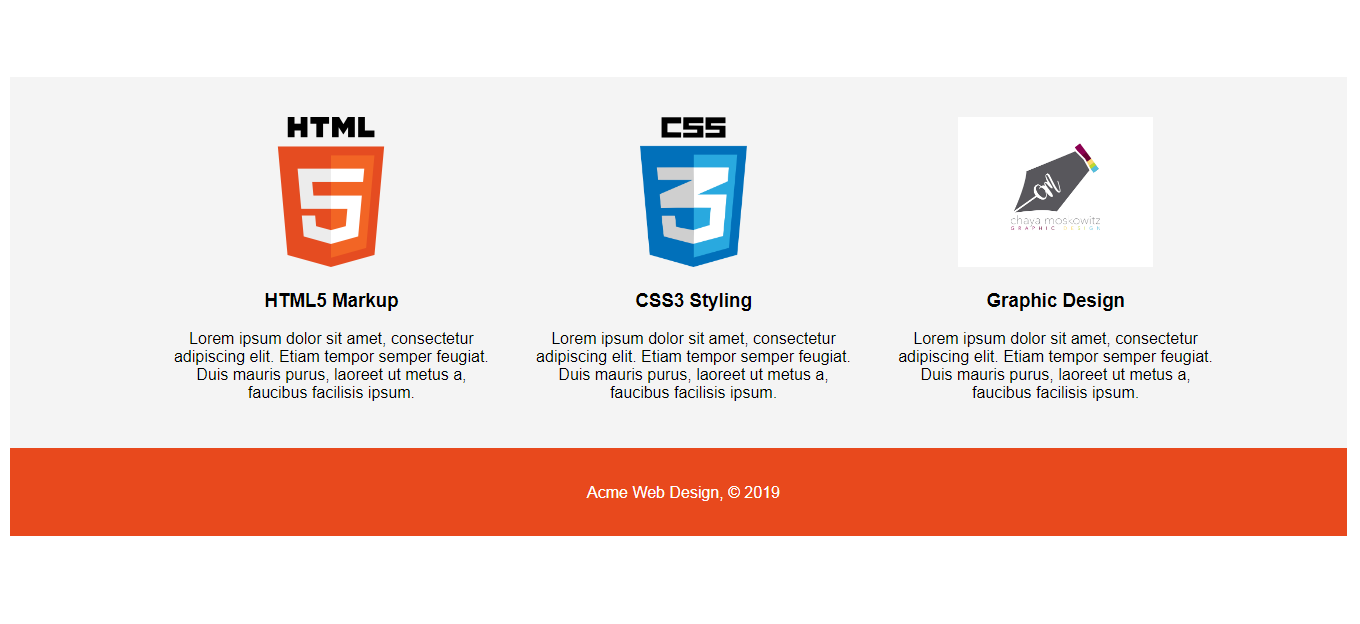 HTML
5
CSS
3
cm
chaya moskowitz
GRAPHIC DESIGN
HTML5 Markup
Lorem ipsum dolor sit amet, consectetur
adipiscing elit. Etiam tempor semper feugiat.
Duis mauris purus, laoreet ut metus a,
faucibus facilisis ipsum.
CSS3 Styling
Lorem ipsum dolor sit amet, consectetur
adipiscing elit. Etiam tempor semper feugiat.
Duis mauris purus, laoreet ut metus a,
faucibus facilisis ipsum.
Graphic Design
Lorem ipsum dolor sit amet, consectetur
adipiscing elit. Etiam tempor semper feugiat.
Duis mauris purus, laoreet ut metus a,
faucibus facilisis ipsum.
Acme Web Design, © 2019